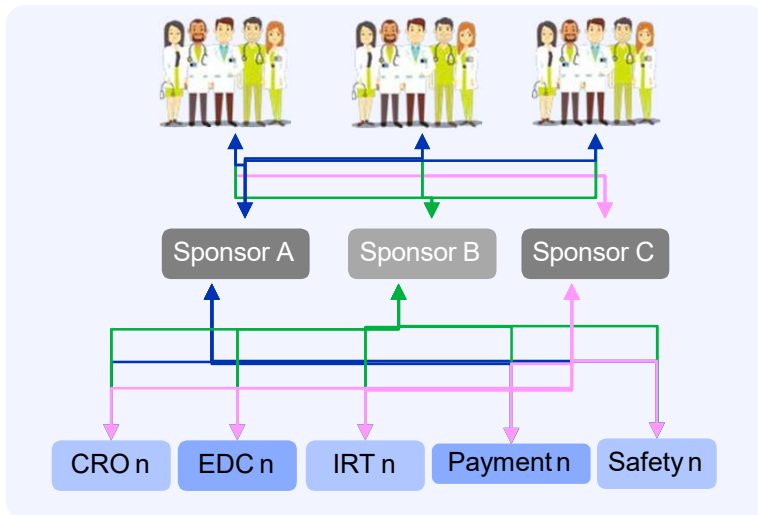 Sponsor A
Sponsor B
Sponsor C
CRO n
EDC n
IRT n
Payment n
Safety n